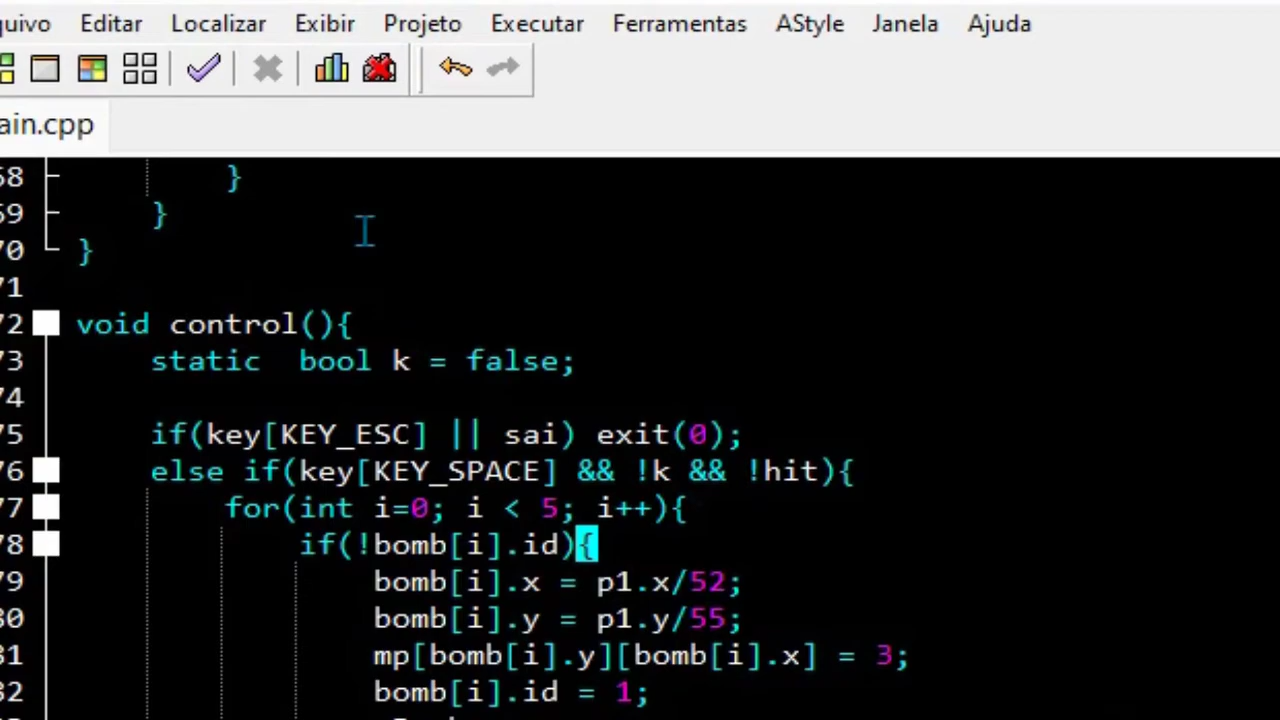 quivo Editar Localizar Exibir Projeto Executar Ferramentas AStyle Janela Ajuda
ain.cpp
68 }
69 }
70 }
71
72 void control(){
73 static  bool k = false;
74
75 if(key[KEY_ESC] || sai) exit(0);
76 else if(key[KEY_SPACE] && !k && !hit){
77 for(int i=0; i < 5; i++){
78 if(!bomb[i].id){
79 bomb[i].x = p1.x/52;
80 bomb[i].y = p1.y/55;
81 mp[bomb[i].y][bomb[i].x] = 3;
82 bomb[i].id = 1;